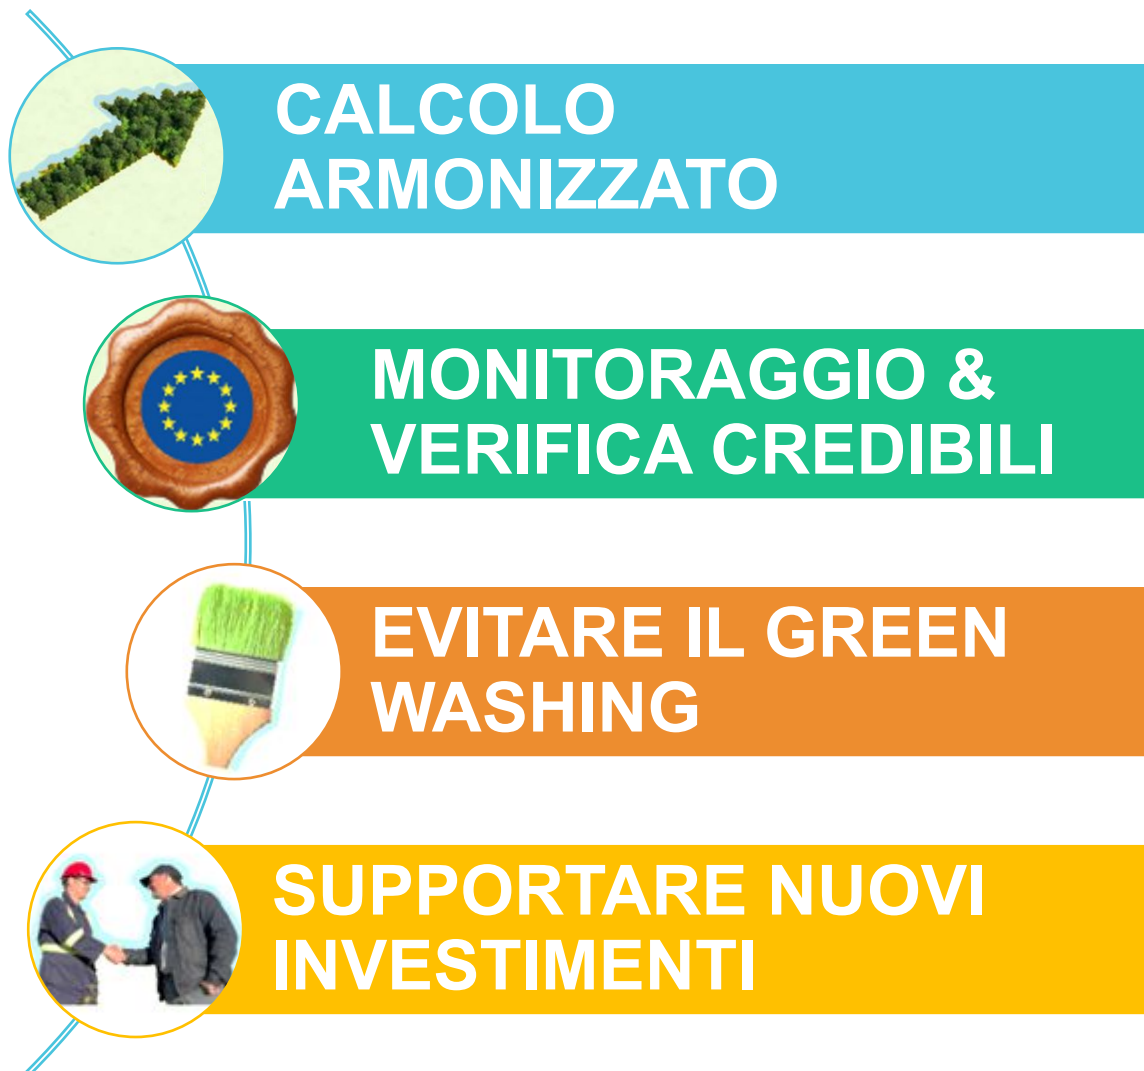 CALCOLO
ARMONIZZATO
MONITORAGGIO &
VERIFICA CREDIBILI
EVITARE IL GREEN
WASHING
SUPPORTARE NUOVI
INVESTIMENTI